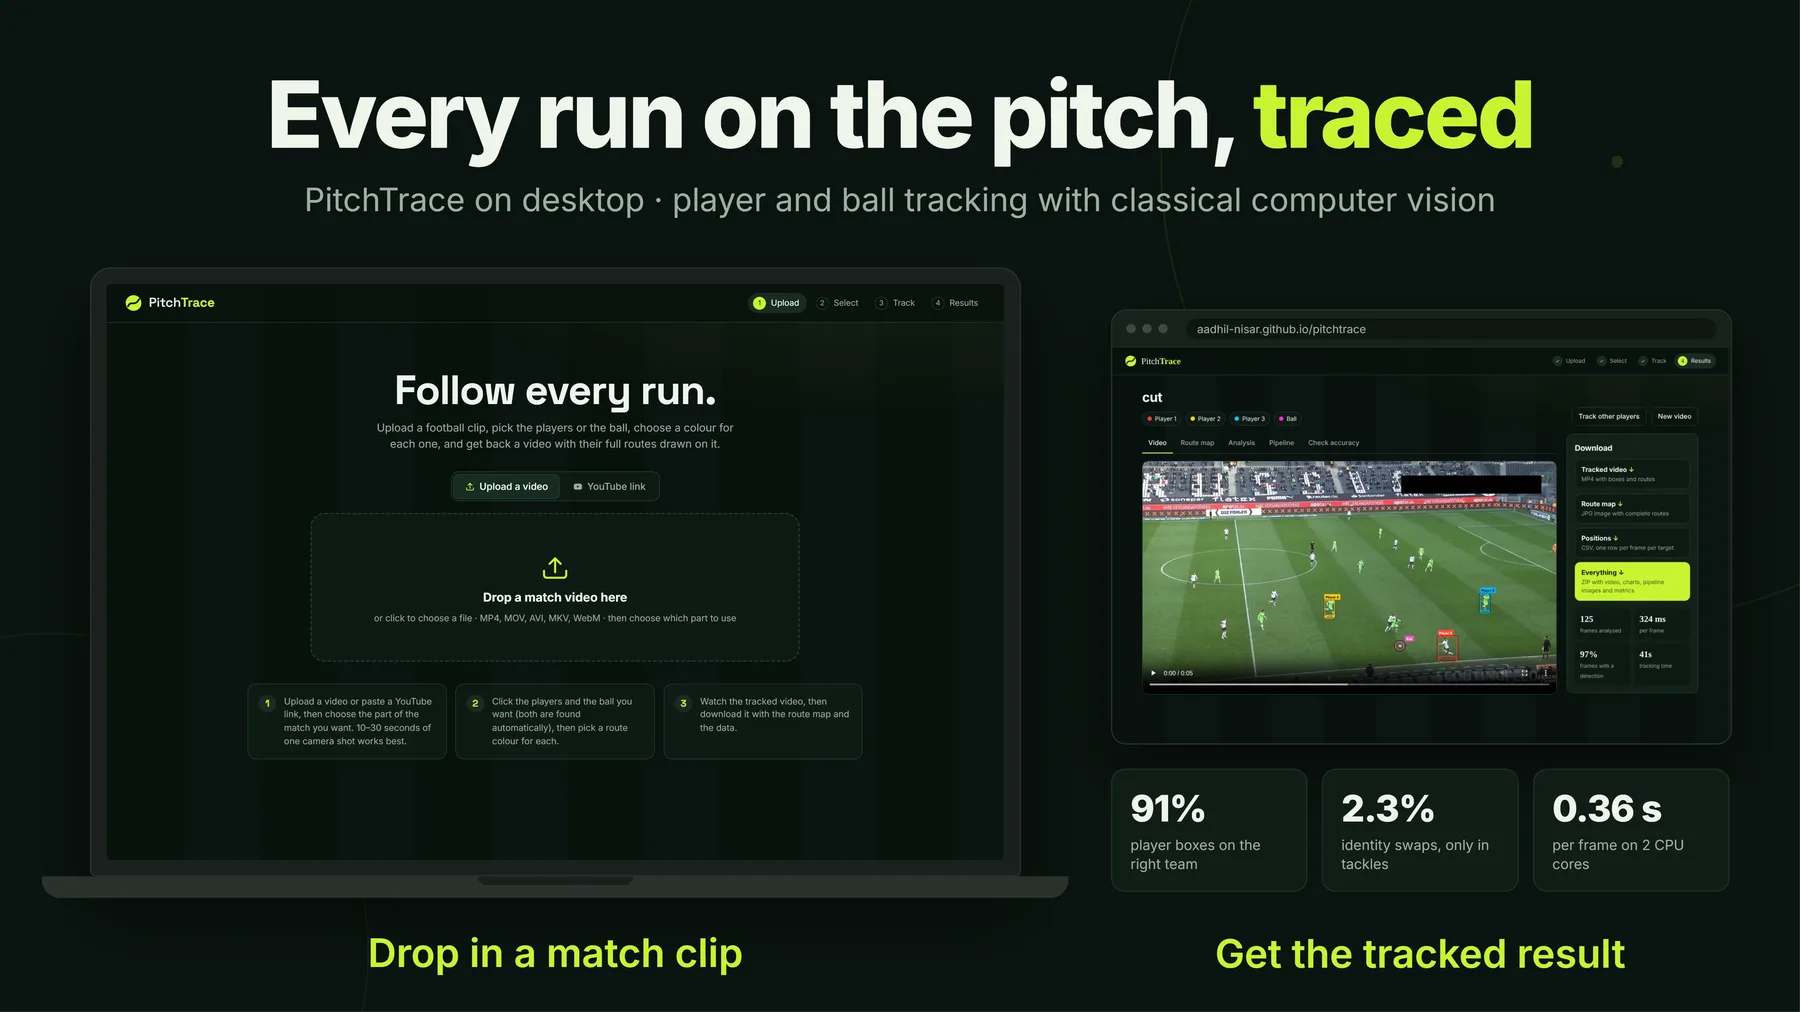 Every run on the pitch, traced
PitchTrace on desktop · player and ball tracking with classical computer vision
PitchTrace
1 Upload
2 Select
3 Track
4 Results
Follow every run.
Upload a football clip, pick the players or the ball, choose a colour for
each one, and get back a video with their full routes drawn on it.
Upload a video
YouTube link
Drop a match video here
or click to choose a file · MP4, MOV, AVI, MKV, WebM · then choose which part to use
1
Upload a video or paste a YouTube
link, then choose the part of the
match you want. 10–30 seconds of
one camera shot works best.
2
Click the players and the ball you
want (both are found
automatically), then pick a route
colour for each.
3
Watch the tracked video, then
download it with the route map and
the data.
Drop in a match clip
aadhil-nisar.github.io/pitchtrace
PitchTrace
Upload
Select
Track
4 Results
cut
Player 1
Player 2
Player 3
Ball
Track other players
New video
Video
Route map
Analysis
Pipeline
Check accuracy
flatex
Santander
DIE FOHLEN
0:00 / 0:05
Download
Tracked video ↓
MP4 with boxes and routes
Route map ↓
JPG image with complete routes
Positions ↓
CSV, one row per frame per target
Everything ↓
ZIP with video, charts, pipeline
images and metrics
125
frames analysed
324 ms
per frame
97%
frames with a
detection
41s
tracking time
91%
player boxes on the
right team
2.3%
identity swaps, only in
tackles
0.36 s
per frame on 2 CPU
cores
Get the tracked result